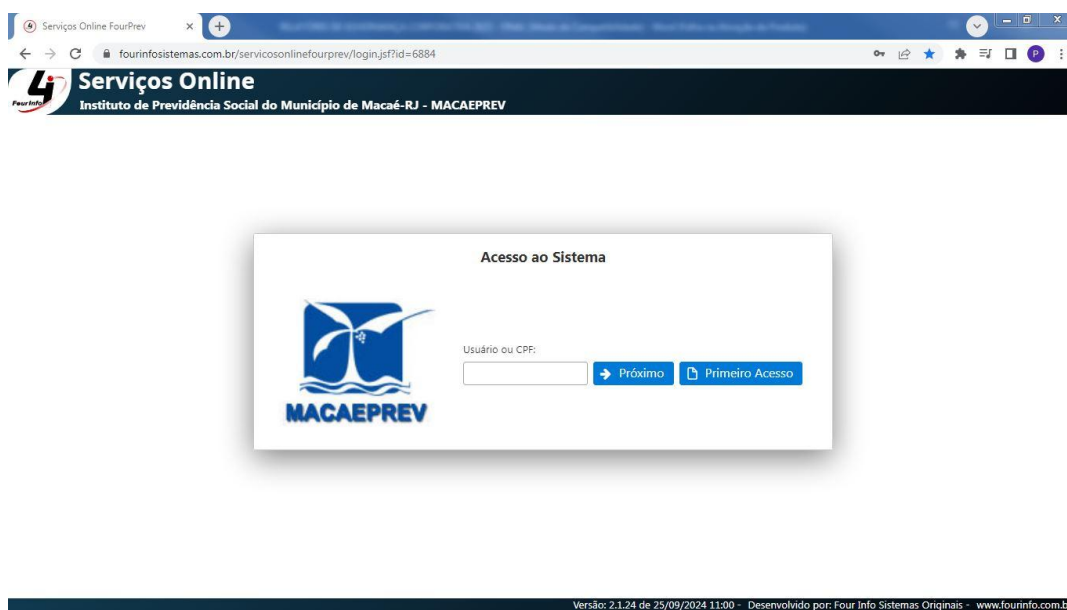 Serviços Online FourPrev
fourinfosistemas.com.br/servicosonlinefourprev/login.jsf?id=6884
P
4i
FourInfo
Serviços Online
Instituto de Previdência Social do Município de Macaé-RJ - MACAEPREV
Acesso ao Sistema
Usuário ou CPF:
Próximo
Primeiro Acesso
MACAEPREV
Versão: 2.1.24 de 25/09/2024 11:00 - Desenvolvido por: Four Info Sistemas Originais - www.fourinfo.com.b